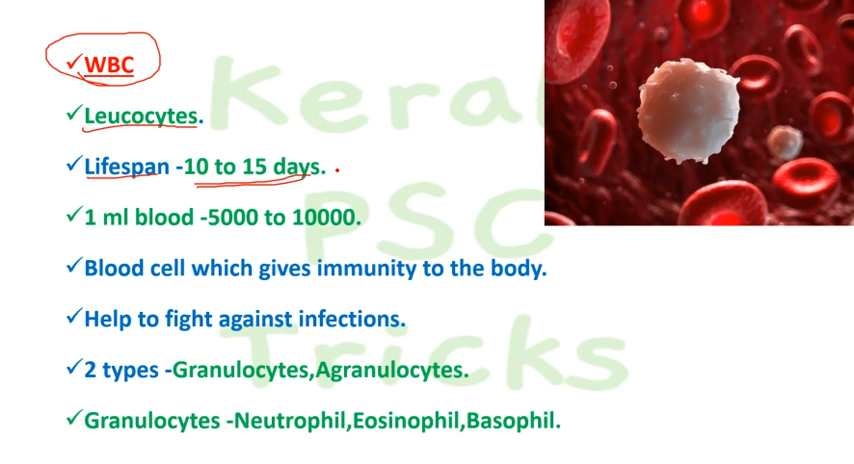 ✓WBC
✓Leucocytes.
✓Lifespan -10 to 15 days.
✓1 ml blood -5000 to 10000.
✓Blood cell which gives immunity to the body.
✓Help to fight against infections.
✓2 types -Granulocytes,Agranulocytes.
✓Granulocytes -Neutrophil,Eosinophil,Basophil.
Keral
PSC
Tricks